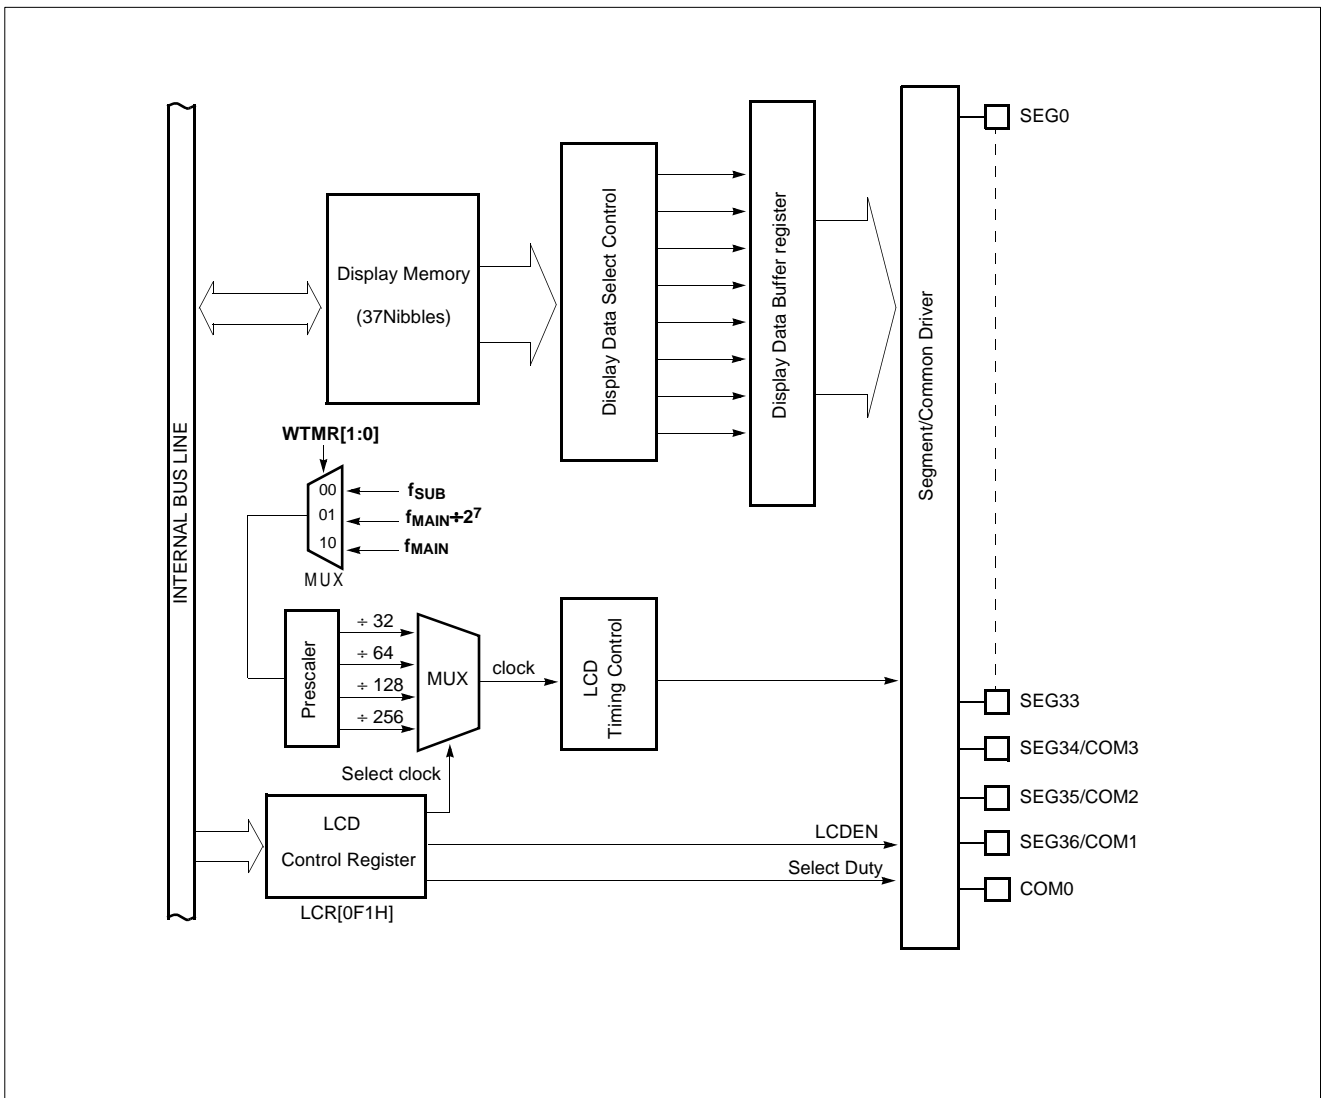 INTERNAL BUS LINE
Display Memory
(37Nibbles)
Display Data Select Control
Display Data Buffer register
Segment/Common Driver
SEG0
SEG33
SEG34/COM3
SEG35/COM2
SEG36/COM1
COM0
WTMR[1:0]
00
01
10
MUX
fSUB
fMAIN÷2⁷
fMAIN
Prescaler
÷ 32
÷ 64
÷ 128
÷ 256
MUX
clock
LCD
Timing Control
Select clock
LCD
Control Register
LCR[0F1H]
LCDEN
Select Duty